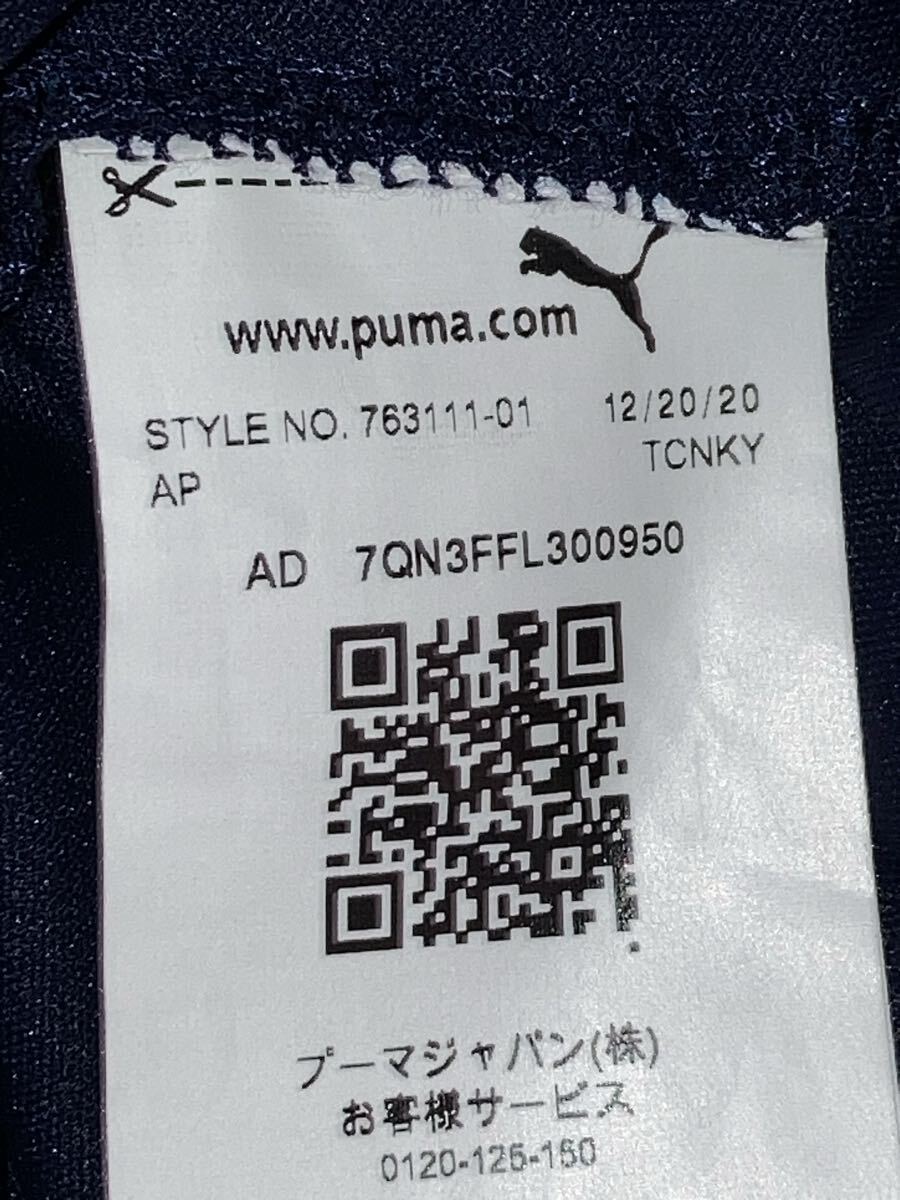 www.puma.com
STYLE NO. 763111-01 12/20/20
AP TCNKY
AD 7QN3FFL300950
プーマジャパン(株)
お客様サービス
0120-125-150